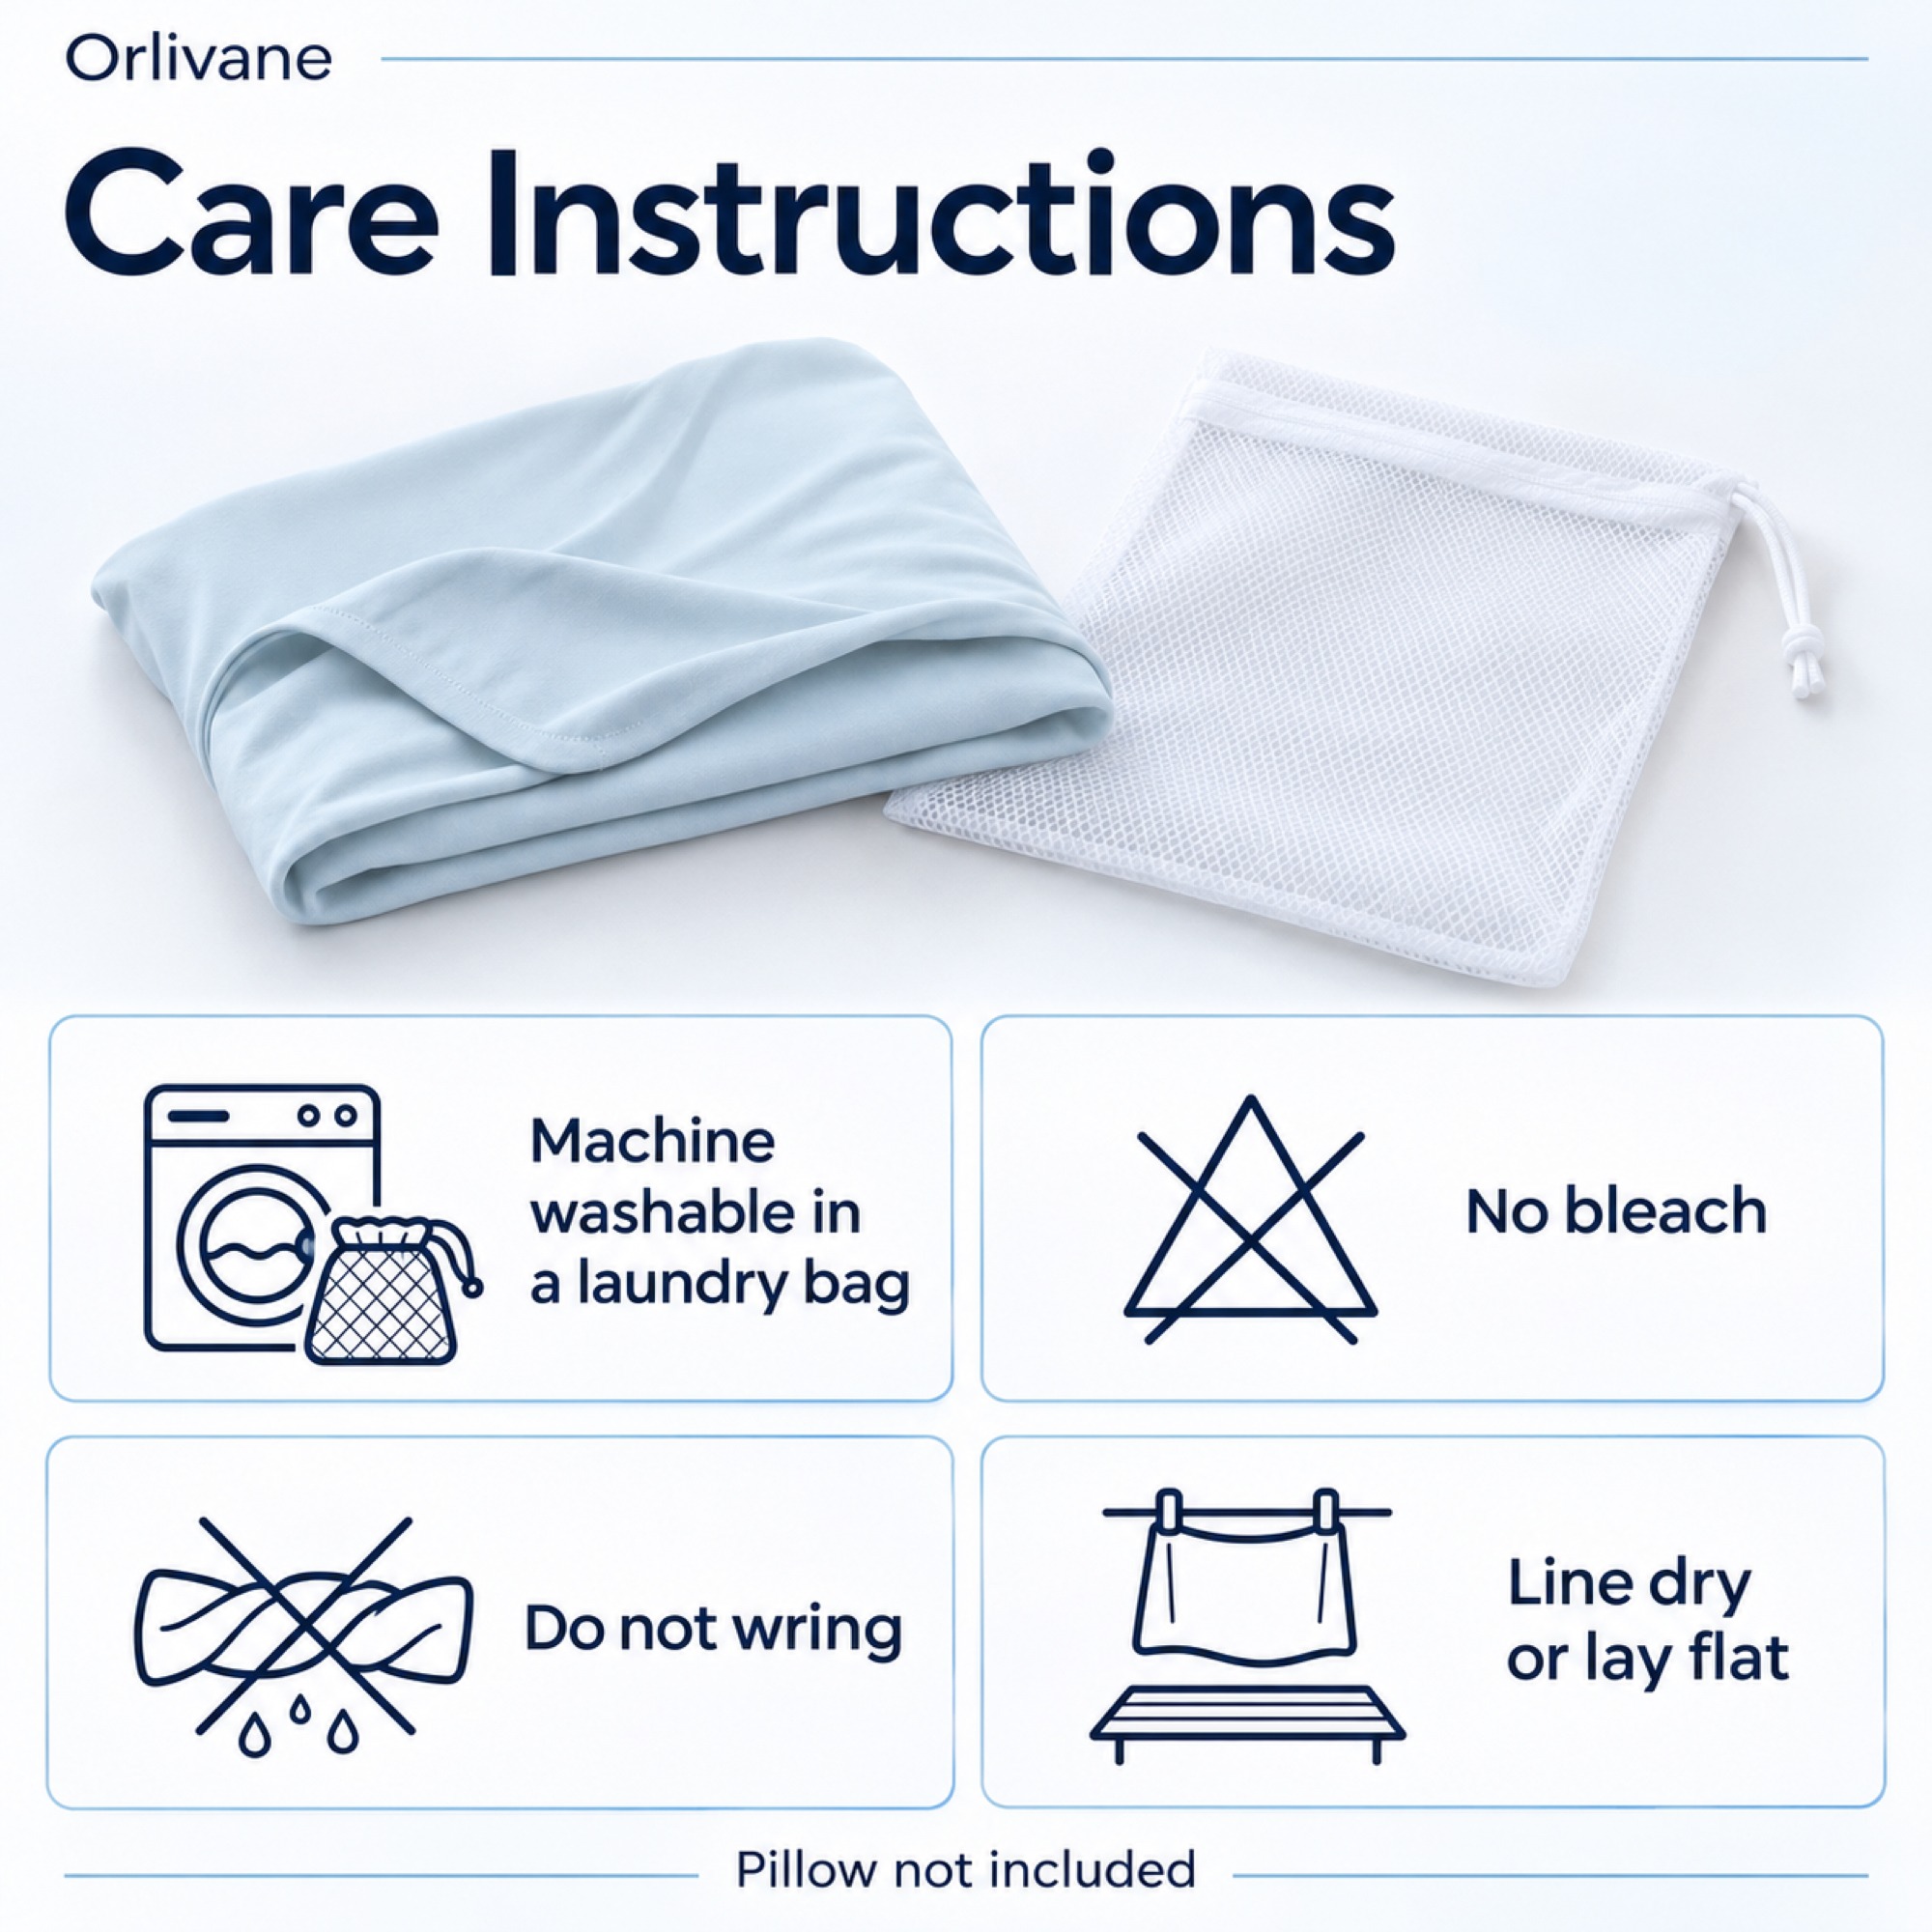 Orlivane
Care Instructions
Machine
washable in
a laundry bag
No bleach
Do not wring
Line dry
or lay flat
Pillow not included